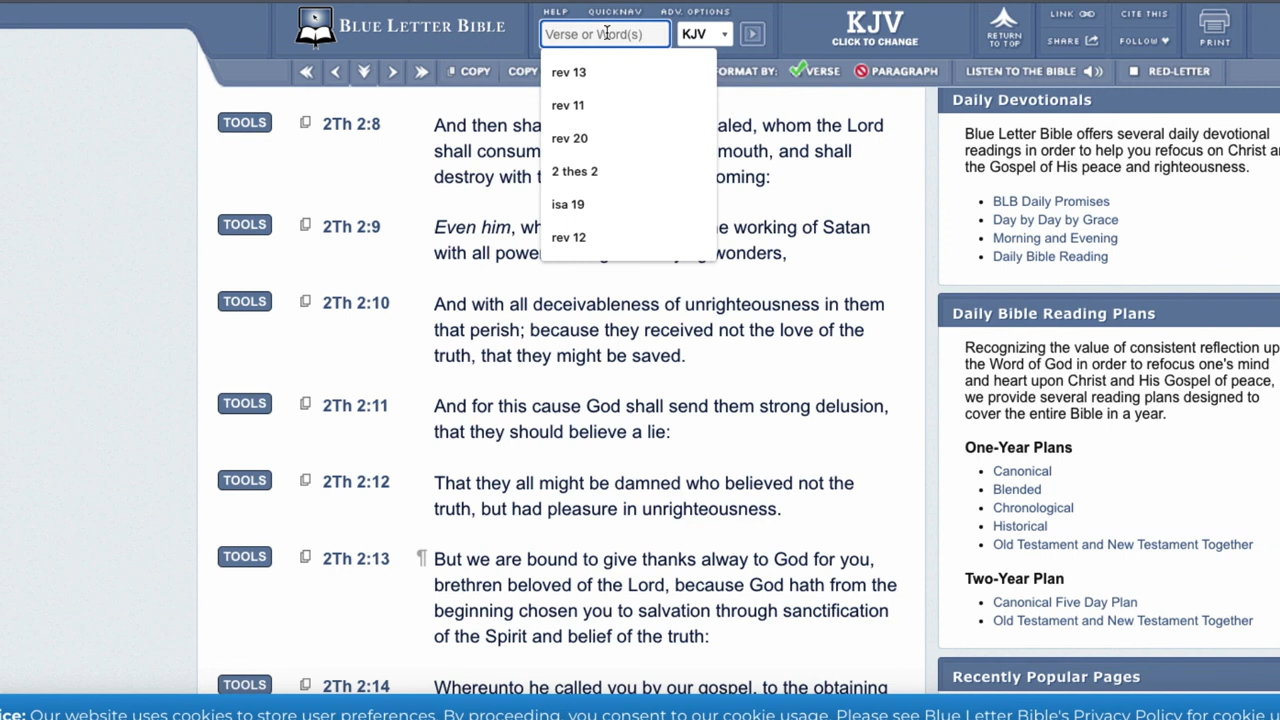 HELP QUICKNAV ADV. OPTIONS
BLUE LETTER BIBLE
Verse or Word(s)
KJV
KJV
CLICK TO CHANGE
RETURN
TO TOP
LINK
CITE THIS
SHARE
FOLLOW
PRINT
COPY
COPY
FORMAT BY:
VERSE
PARAGRAPH
LISTEN TO THE BIBLE
RED-LETTER
rev 13
rev 11
rev 20
2 thes 2
isa 19
rev 12
TOOLS 2Th 2:8 And then sha aled, whom the Lord
shall consum mouth, and shall
destroy with t oming:
TOOLS 2Th 2:9 Even him, wh e working of Satan
with all powe wonders,
TOOLS 2Th 2:10 And with all deceivableness of unrighteousness in them
that perish; because they received not the love of the
truth, that they might be saved.
TOOLS 2Th 2:11 And for this cause God shall send them strong delusion,
that they should believe a lie:
TOOLS 2Th 2:12 That they all might be damned who believed not the
truth, but had pleasure in unrighteousness.
TOOLS 2Th 2:13 ¶ But we are bound to give thanks alway to God for you,
brethren beloved of the Lord, because God hath from the
beginning chosen you to salvation through sanctification
of the Spirit and belief of the truth:
TOOLS 2Th 2:14 Whereunto he called you by our gospel, to the obtaining
Daily Devotionals
Blue Letter Bible offers several daily devotional
readings in order to help you refocus on Christ an
the Gospel of His peace and righteousness.
• BLB Daily Promises
• Day by Day by Grace
• Morning and Evening
• Daily Bible Reading
Daily Bible Reading Plans
Recognizing the value of consistent reflection up
the Word of God in order to refocus one's mind
and heart upon Christ and His Gospel of peace,
we provide several reading plans designed to
cover the entire Bible in a year.
One-Year Plans
• Canonical
• Blended
• Chronological
• Historical
• Old Testament and New Testament Together
Two-Year Plan
• Canonical Five Day Plan
• Old Testament and New Testament Together
Recently Popular Pages
ice: Our website uses cookies to store user preferences. By proceeding, you consent to our cookie usage. Please see Blue Letter Bible's Privacy Policy for cookie u